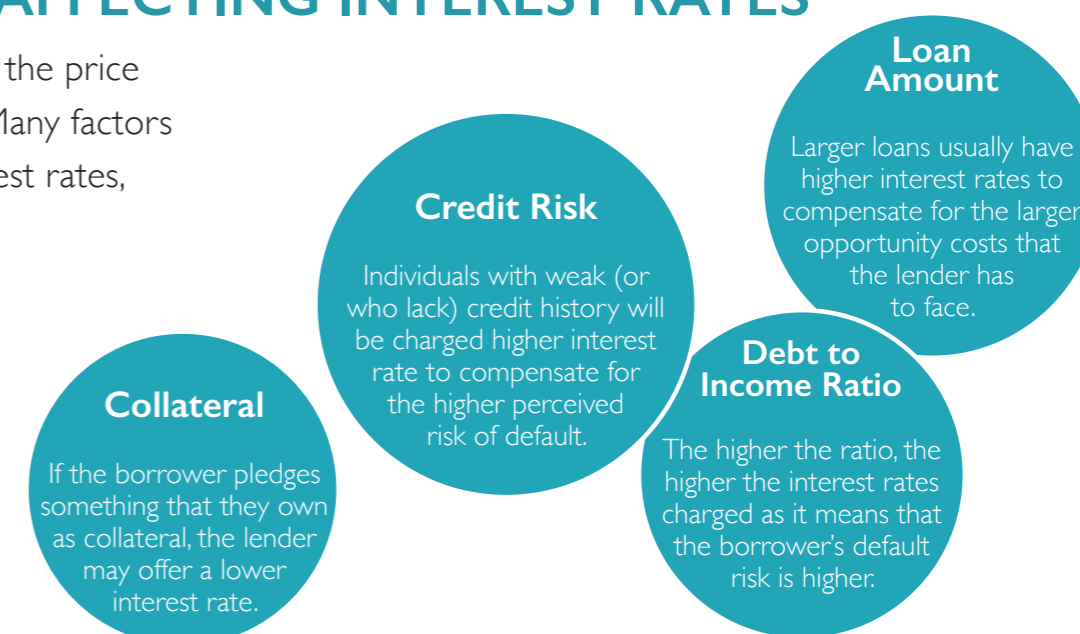 AFFECTING INTEREST RATES
the price
Many factors
est rates,
Loan
Amount
Larger loans usually have
higher interest rates to
compensate for the larger
opportunity costs that
the lender has
to face.
Credit Risk
Individuals with weak (or
who lack) credit history will
be charged higher interest
rate to compensate for
the higher perceived
risk of default.
Debt to
Income Ratio
The higher the ratio, the
higher the interest rates
charged as it means that
the borrower's default
risk is higher.
Collateral
If the borrower pledges
something that they own
as collateral, the lender
may offer a lower
interest rate.